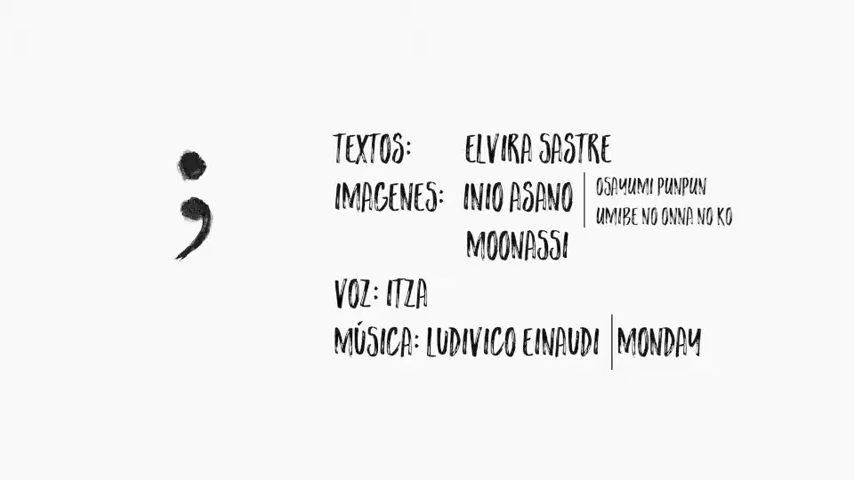 ;
TEXTOS: ELVIRA SASTRE
IMAGENES: INIO ASANO | OSAYUMI PUNPUN
UMIBE NO ONNA NO KO
MOONASSI
VOZ: ITZA
MÚSICA: LUDIVICO EINAUDI | MONDAY